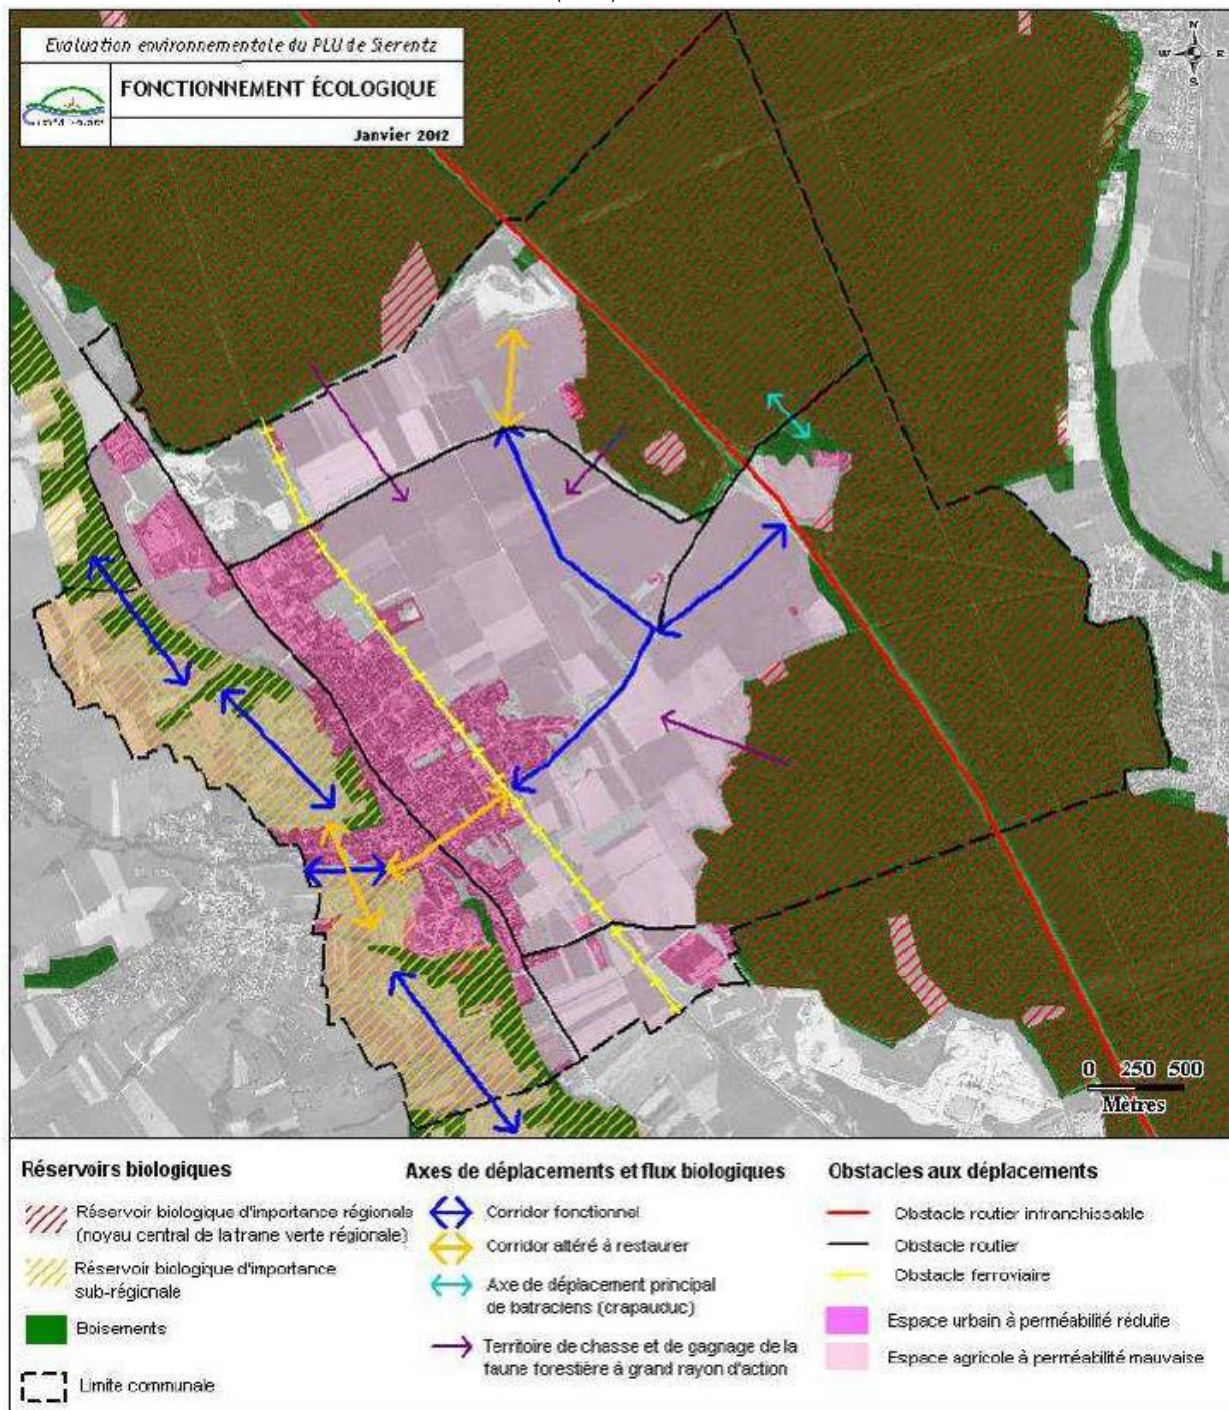 Evaluation environnementale du PLU de Sierentz
FONCTIONNEMENT ÉCOLOGIQUE
Janvier 2012
N
W E
S
0 250 500
Mètres
Réservoirs biologiques
Réservoir biologique d'importance régionale
(noyau central de la trame verte régionale)
Réservoir biologique d'importance
sub-régionale
Boisements
Limite communale
Axes de déplacements et flux biologiques
Corridor fonctionnel
Corridor altéré à restaurer
Axe de déplacement principal
de batraciens (crapauduc)
Territoire de chasse et de gagnage de la
faune forestière à grand rayon d'action
Obstacles aux déplacements
Obstacle routier infranchissable
Obstacle routier
Obstacle ferroviaire
Espace urbain à perméabilité réduite
Espace agricole à perméabilité mauvaise